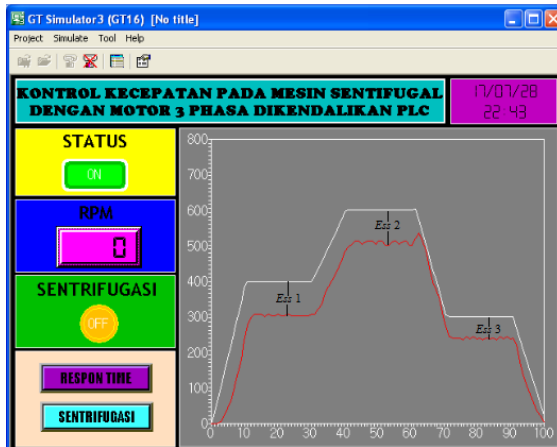 GT Simulator3 (GT16) [No title]
Project Simulate Tool Help
KONTROL KECEPATAN PADA MESIN SENTIFUGAL
DENGAN MOTOR 3 PHASA DIKENDALIKAN PLC
17/07/28
22 43
STATUS
ON
RPM
0
SENTRIFUGASI
OFF
RESPON TIME
SENTRIFUGASI
800
700
600
500
400
300
200
100
0
Ess 1
Ess 2
Ess 3
0 10 20 30 40 50 60 70 80 90 100